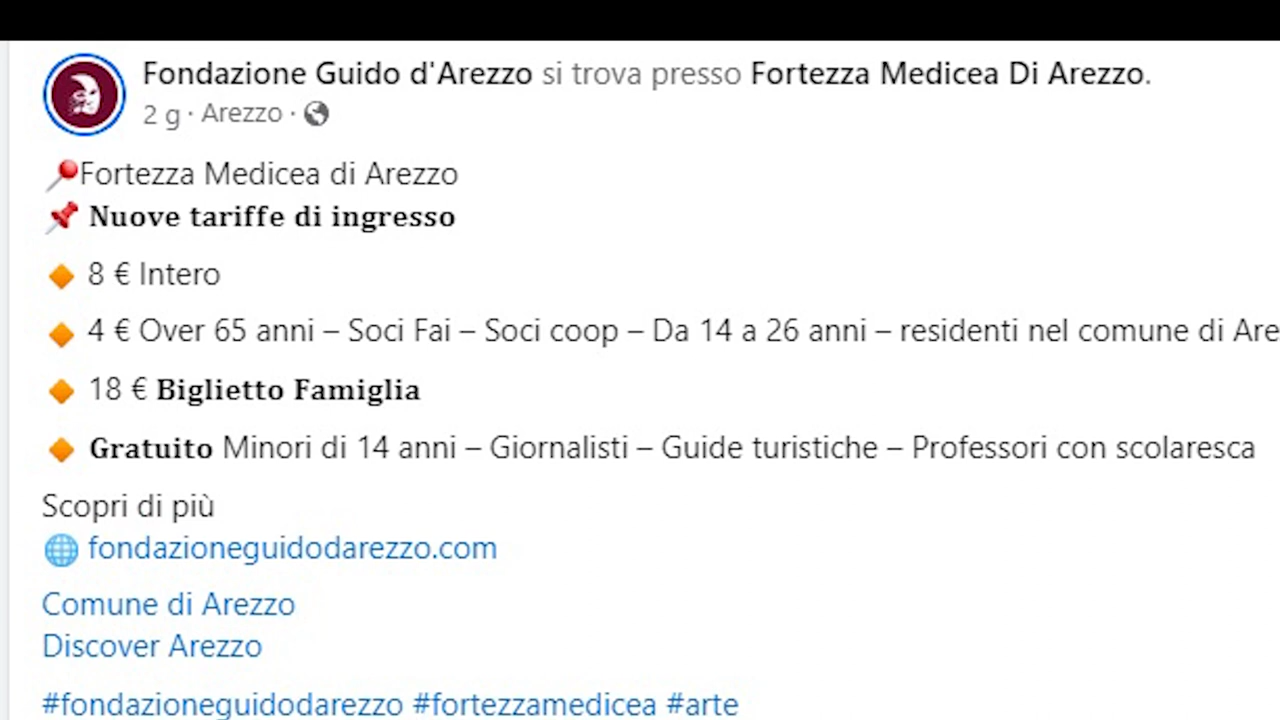 Fondazione Guido d'Arezzo si trova presso Fortezza Medicea Di Arezzo.
2 g · Arezzo ·
Fortezza Medicea di Arezzo
Nuove tariffe di ingresso
8 € Intero
4 € Over 65 anni – Soci Fai – Soci coop – Da 14 a 26 anni – residenti nel comune di
18 € Biglietto Famiglia
Gratuito Minori di 14 anni – Giornalisti – Guide turistiche – Professori con scolaresca
Scopri di più
fondazioneguidodarezzo.com
Comune di Arezzo
Discover Arezzo
#fondazioneguidodarezzo #fortezzamedicea #arte